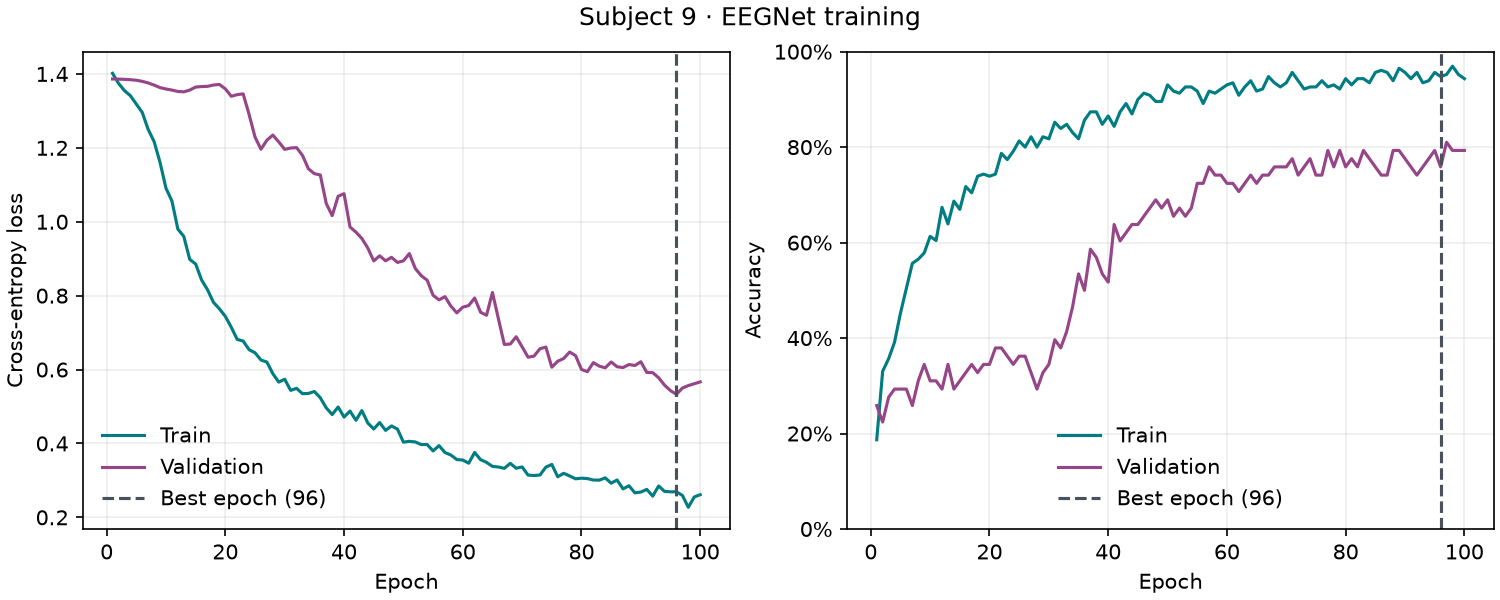 Subject 9 · EEGNet training
Cross-entropy loss
1.4
1.2
1.0
0.8
0.6
0.4
0.2
Train
Validation
Best epoch (96)
0 20 40 60 80 100
Epoch
Accuracy
100%
80%
60%
40%
20%
0%
Train
Validation
Best epoch (96)
0 20 40 60 80 100
Epoch